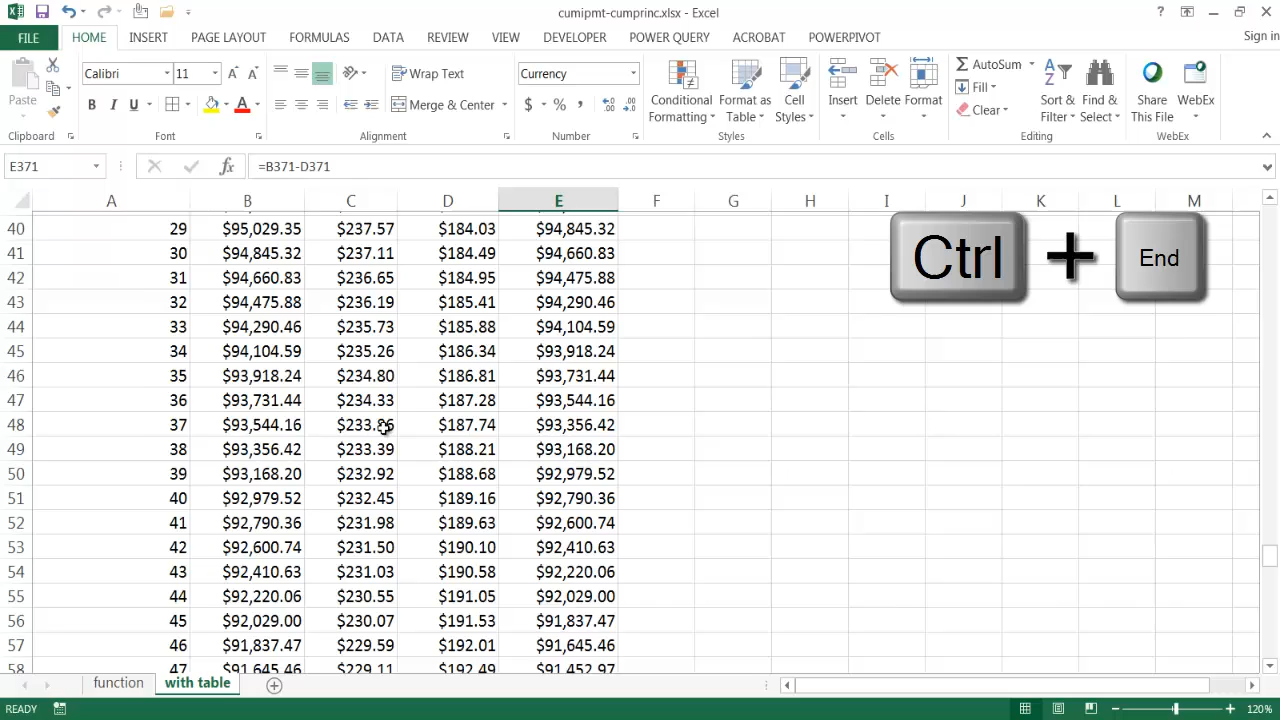 cumipmt-cumprinc.xlsx - Excel
?
FILE HOME INSERT PAGE LAYOUT FORMULAS DATA REVIEW VIEW DEVELOPER POWER QUERY ACROBAT POWERPIVOT Sign in
Paste
Clipboard
Calibri 11
B I U A
Font
Wrap Text
Merge & Center
Alignment
Currency
$ % ,
Number
Conditional Formatting
Format as Table
Cell Styles
Styles
Insert Delete Format
Cells
AutoSum
Fill
Clear
Sort & Filter
Find & Select
Editing
Share This File
WebEx
WebEx
E371 fx =B371-D371
A B C D E F G H I J K L M
40 29 $95,029.35 $237.57 $184.03 $94,845.32
41 30 $94,845.32 $237.11 $184.49 $94,660.83
42 31 $94,660.83 $236.65 $184.95 $94,475.88
43 32 $94,475.88 $236.19 $185.41 $94,290.46
44 33 $94,290.46 $235.73 $185.88 $94,104.59
45 34 $94,104.59 $235.26 $186.34 $93,918.24
46 35 $93,918.24 $234.80 $186.81 $93,731.44
47 36 $93,731.44 $234.33 $187.28 $93,544.16
48 37 $93,544.16 $187.74 $93,356.42
49 38 $93,356.42 $233.39 $188.21 $93,168.20
50 39 $93,168.20 $232.92 $188.68 $92,979.52
51 40 $92,979.52 $232.45 $189.16 $92,790.36
52 41 $92,790.36 $231.98 $189.63 $92,600.74
53 42 $92,600.74 $231.50 $190.10 $92,410.63
54 43 $92,410.63 $231.03 $190.58 $92,220.06
55 44 $92,220.06 $230.55 $191.05 $92,029.00
56 45 $92,029.00 $230.07 $191.53 $91,837.47
57 46 $91,837.47 $229.59 $192.01 $91,645.46
58 47 $91,645.46 $229.11 $192.49 $91,452.97
Ctrl + End
function with table
READY 120%